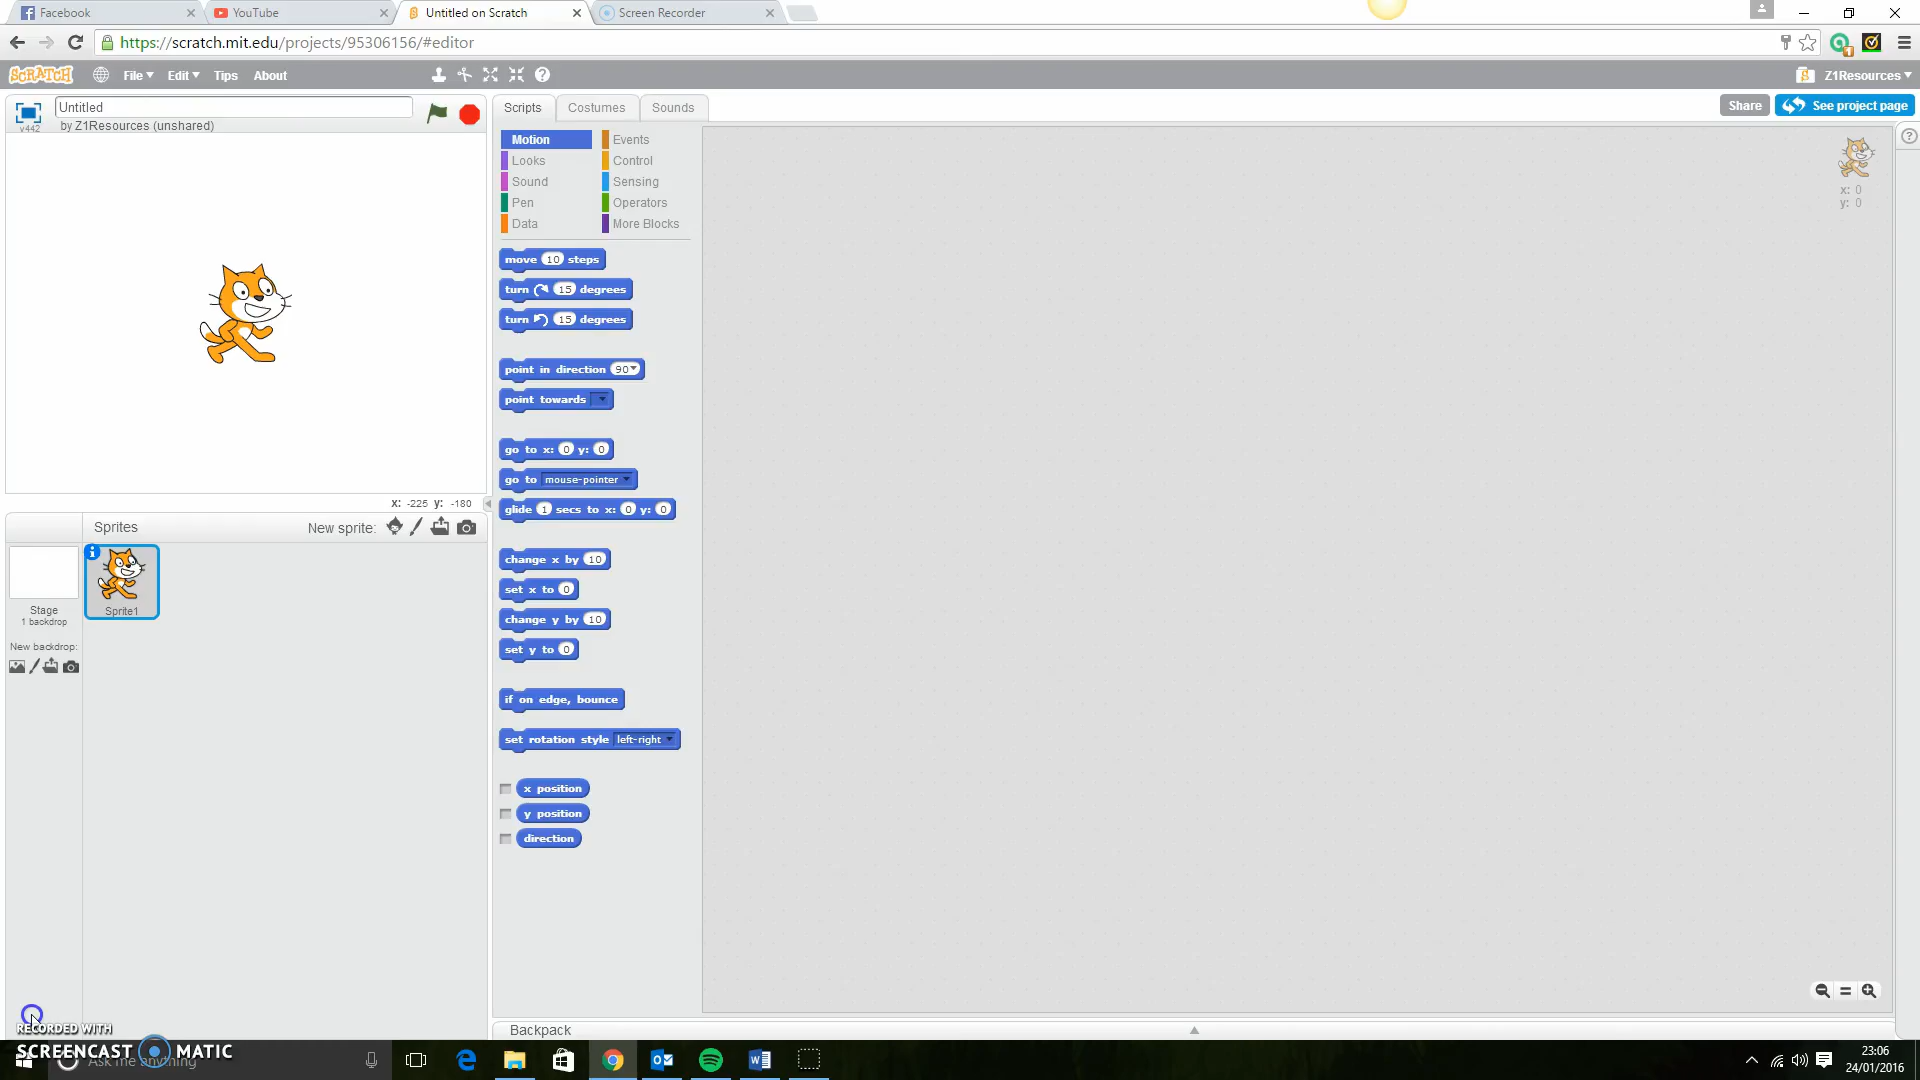 Facebook
YouTube
Untitled on Scratch
Screen Recorder
https://scratch.mit.edu/projects/95306156/#editor
SCRATCH File Edit Tips About
Z1Resources
Untitled
by Z1Resources (unshared)
v442
Scripts Costumes Sounds
Share See project page
Motion Events
Looks Control
Sound Sensing
Pen Operators
Data More Blocks
x: 0
y: 0
move 10 steps
turn 15 degrees
turn 15 degrees
point in direction 90
point towards
go to x: 0 y: 0
go to mouse-pointer
glide 1 secs to x: 0 y: 0
change x by 10
set x to 0
change y by 10
set y to 0
if on edge, bounce
set rotation style left-right
x position
y position
direction
x: -225 y: -180
Sprites New sprite:
Sprite1
Stage
1 backdrop
New backdrop:
Backpack
RECORDED WITH
SCREENCAST MATIC
Ask me anything
23:06
24/01/2016